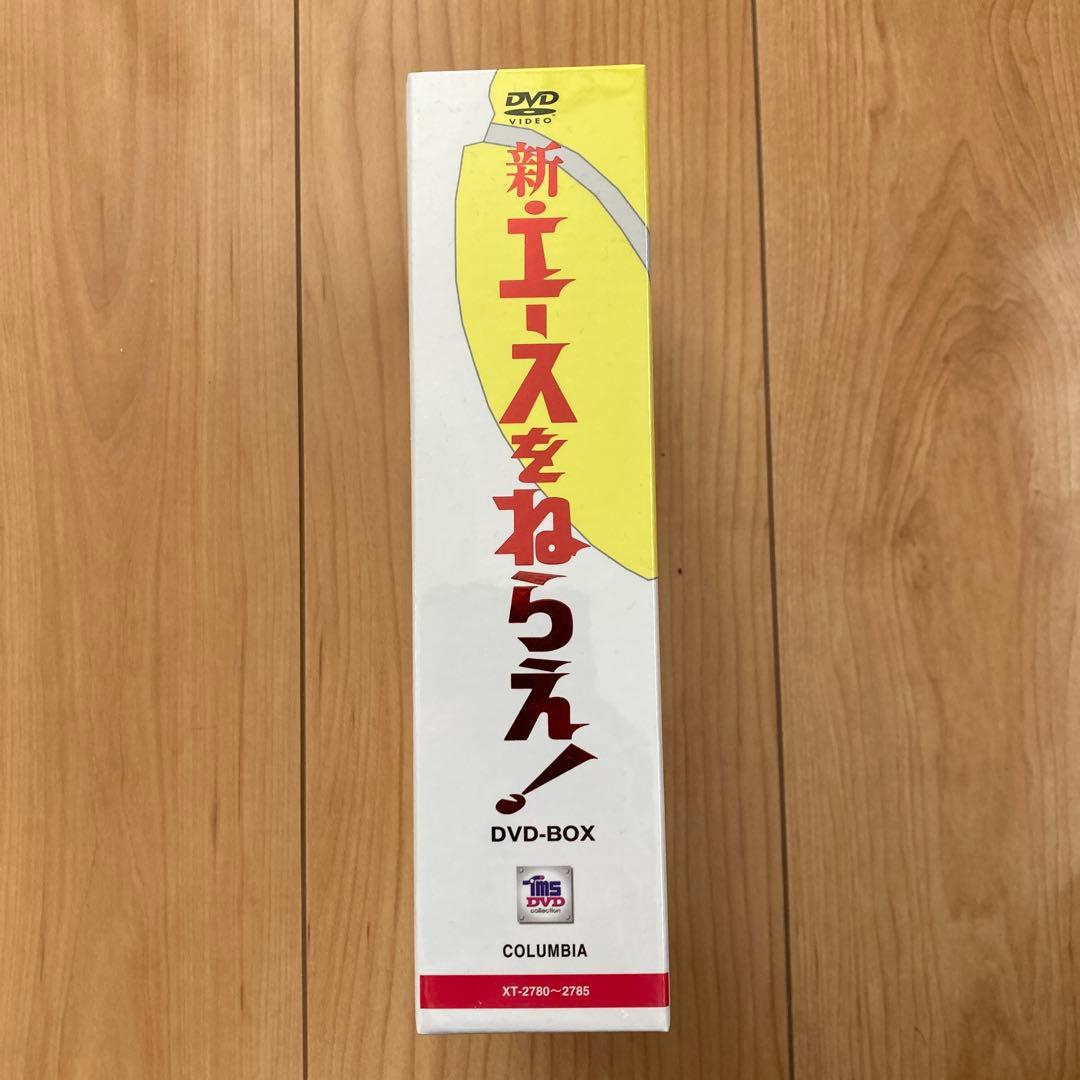 DVD
VIDEO
新・エースをねらえ!
DVD-BOX
TMS
DVD
collection
COLUMBIA
XT-2780～2785